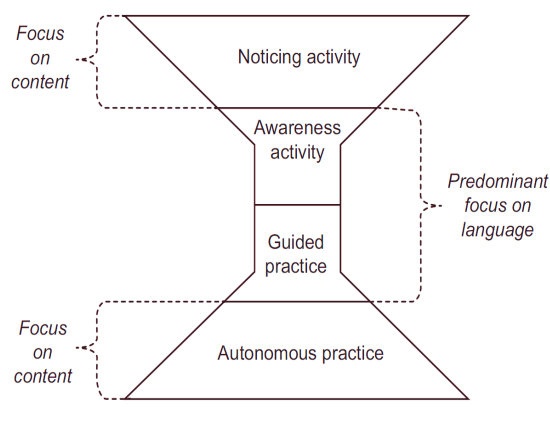 Focus
on
content
Noticing activity
Awareness
activity
Predominant
focus on
language
Guided
practice
Focus
on
content
Autonomous practice